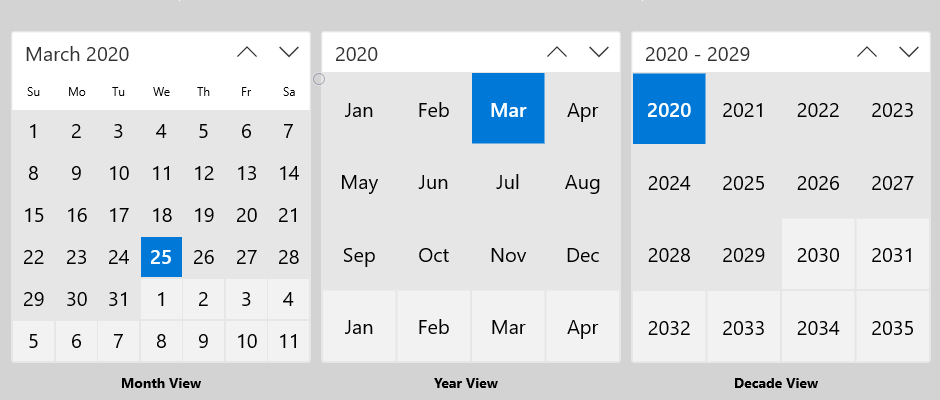 March 2020
Su Mo Tu We Th Fr Sa
1 2 3 4 5 6 7
8 9 10 11 12 13 14
15 16 17 18 19 20 21
22 23 24 25 26 27 28
29 30 31 1 2 3 4
5 6 7 8 9 10 11
Month View
2020
Jan Feb Mar Apr
May Jun Jul Aug
Sep Oct Nov Dec
Jan Feb Mar Apr
Year View
2020 - 2029
2020 2021 2022 2023
2024 2025 2026 2027
2028 2029 2030 2031
2032 2033 2034 2035
Decade View